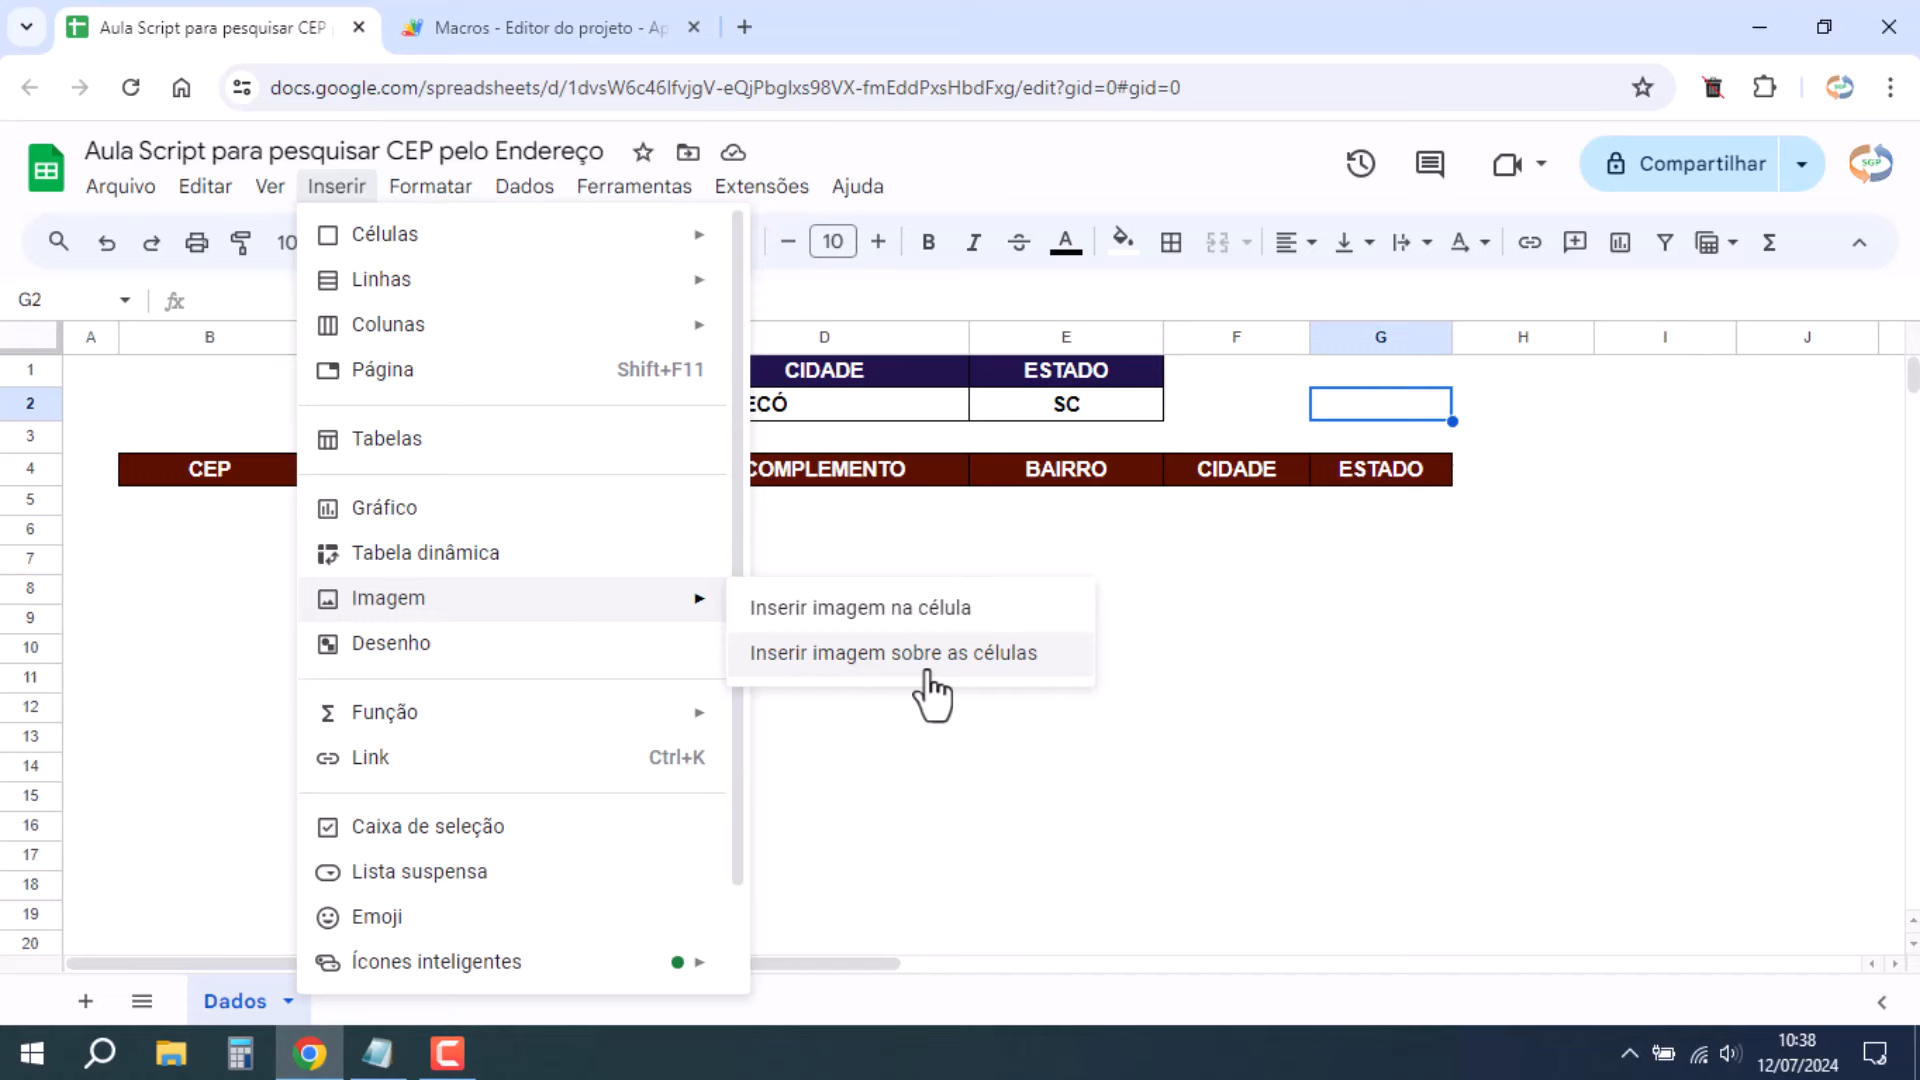 Aula Script para pesquisar CEP
Macros - Editor do projeto - Ap
docs.google.com/spreadsheets/d/1dvsW6c46lfvjgV-eQjPbglxs98VX-fmEddPxsHbdFxg/edit?gid=0#gid=0
Aula Script para pesquisar CEP pelo Endereço
Arquivo Editar Ver Inserir Formatar Dados Ferramentas Extensões Ajuda
Compartilhar
SGP
10 10 B I A
G2 fx
A B D E F G H I J
1 CIDADE ESTADO
2 ECÓ SC
3
4 CEP COMPLEMENTO BAIRRO CIDADE ESTADO
5
6
7
8
9
10
11
12
13
14
15
16
17
18
19
20
Células
Linhas
Colunas
Página Shift+F11
Tabelas
Gráfico
Tabela dinâmica
Imagem
Desenho
Função
Link Ctrl+K
Caixa de seleção
Lista suspensa
Emoji
Ícones inteligentes
Inserir imagem na célula
Inserir imagem sobre as células
Dados
10:38
12/07/2024